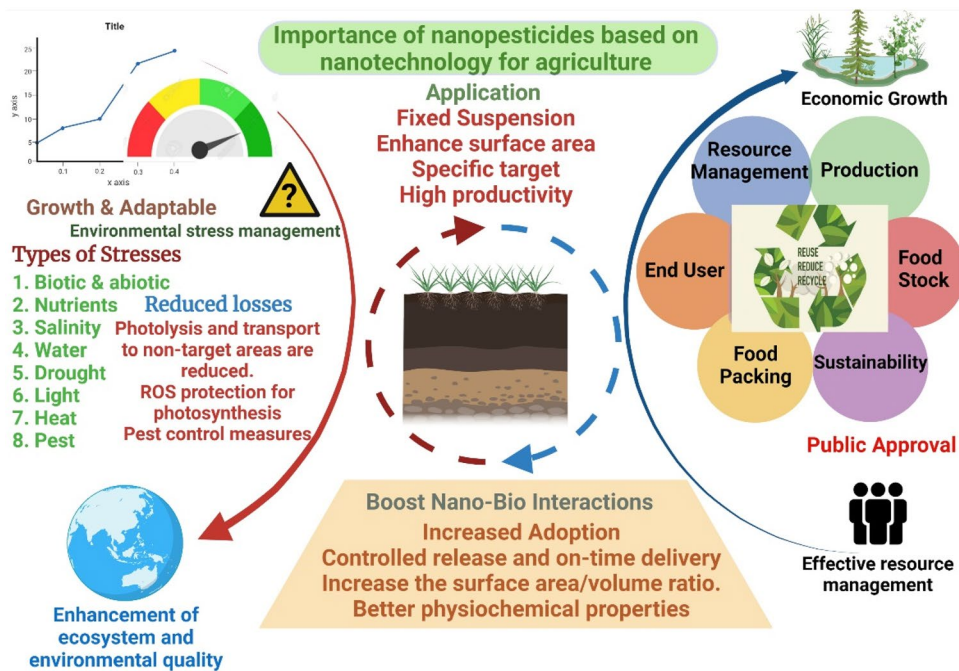 Title
25
20
15
10
5
0
y axis
0.1
0.2
0.3
0.4
x axis
Importance of nanopesticides based on
nanotechnology for agriculture
Application
Fixed Suspension
Enhance surface area
Specific target
High productivity
?
Growth & Adaptable
Environmental stress management
Types of Stresses
1. Biotic & abiotic
2. Nutrients
3. Salinity
4. Water
5. Drought
6. Light
7. Heat
8. Pest
Reduced losses
Photolysis and transport
to non-target areas are
reduced.
ROS protection for
photosynthesis
Pest control measures
Enhancement of
ecosystem and
environmental quality
Boost Nano-Bio Interactions
Increased Adoption
Controlled release and on-time delivery
Increase the surface area/volume ratio.
Better physiochemical properties
Economic Growth
Resource
Management
Production
End User
REUSE
REDUCE
RECYCLE
Food
Stock
Food
Packing
Sustainability
Public Approval
Effective resource
management